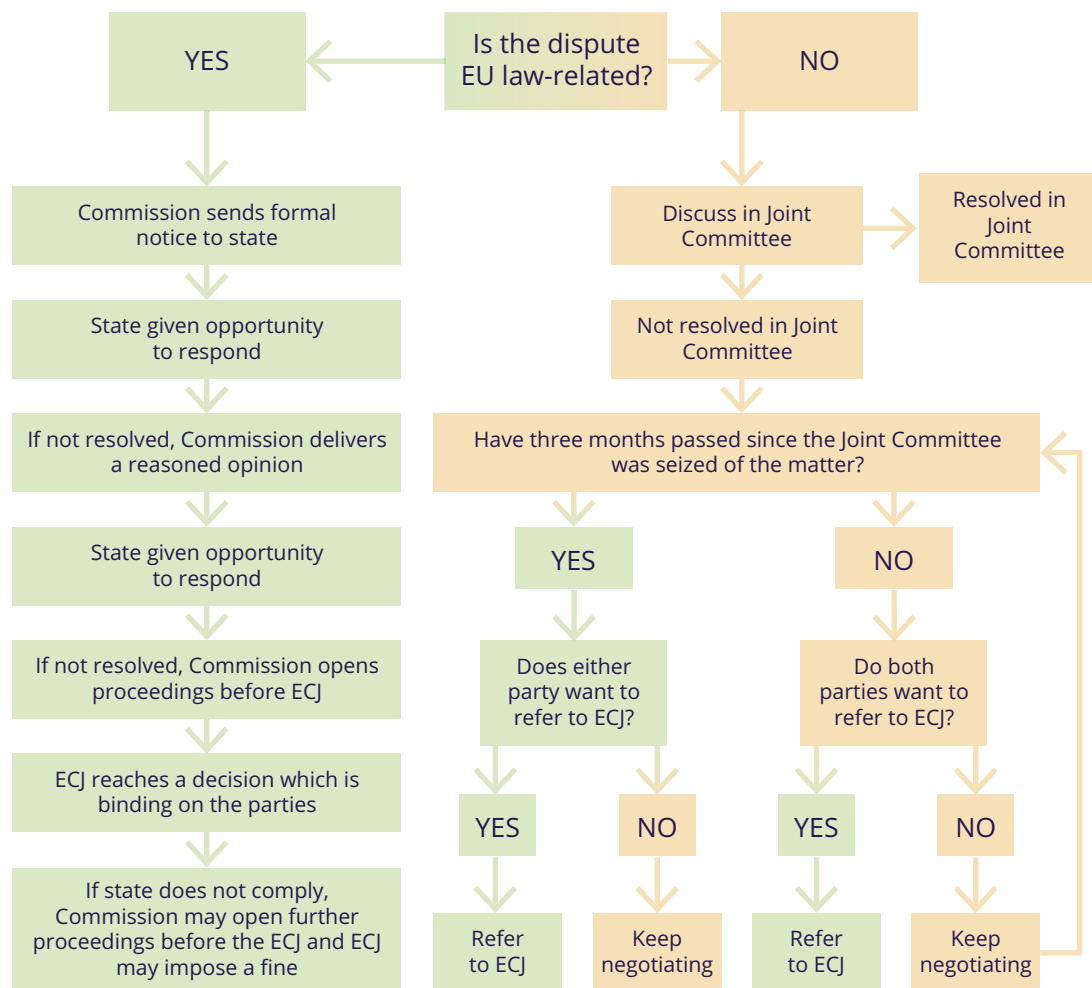 Is the dispute
EU law-related?
YES
NO
Commission sends formal
notice to state
State given opportunity
to respond
If not resolved, Commission delivers
a reasoned opinion
State given opportunity
to respond
If not resolved, Commission opens
proceedings before ECJ
ECJ reaches a decision which is
binding on the parties
If state does not comply,
Commission may open further
proceedings before the ECJ and ECJ
may impose a fine
Discuss in Joint
Committee
Resolved in
Joint
Committee
Not resolved in Joint
Committee
Have three months passed since the Joint Committee
was seized of the matter?
YES
NO
Does either
party want to
refer to ECJ?
Do both
parties want to
refer to ECJ?
YES
NO
YES
NO
Refer
to ECJ
Keep
negotiating
Refer
to ECJ
Keep
negotiating